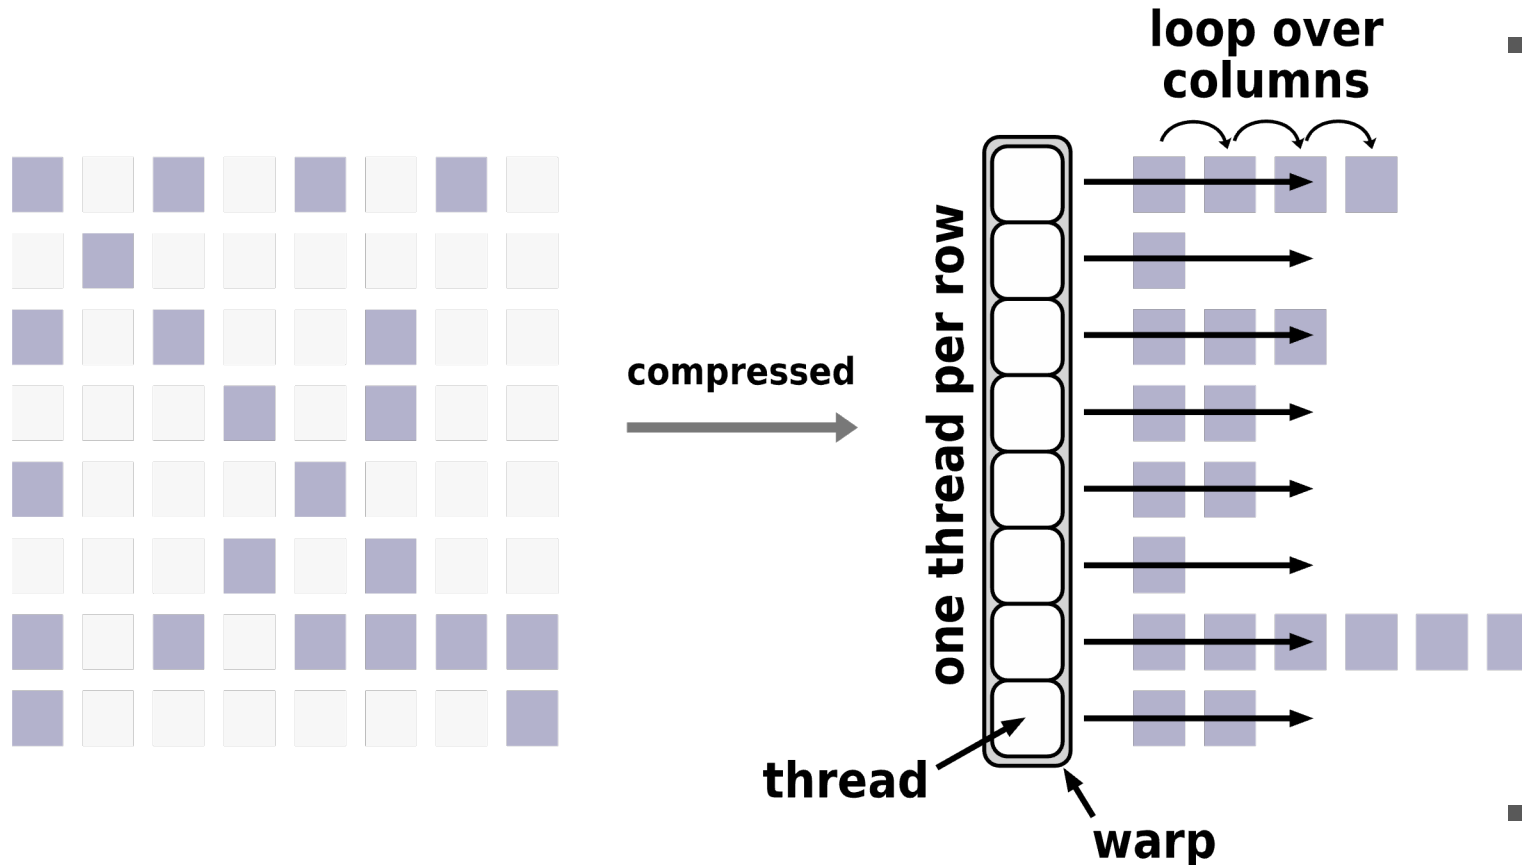 loop over
columns
compressed
one thread per row
thread
warp